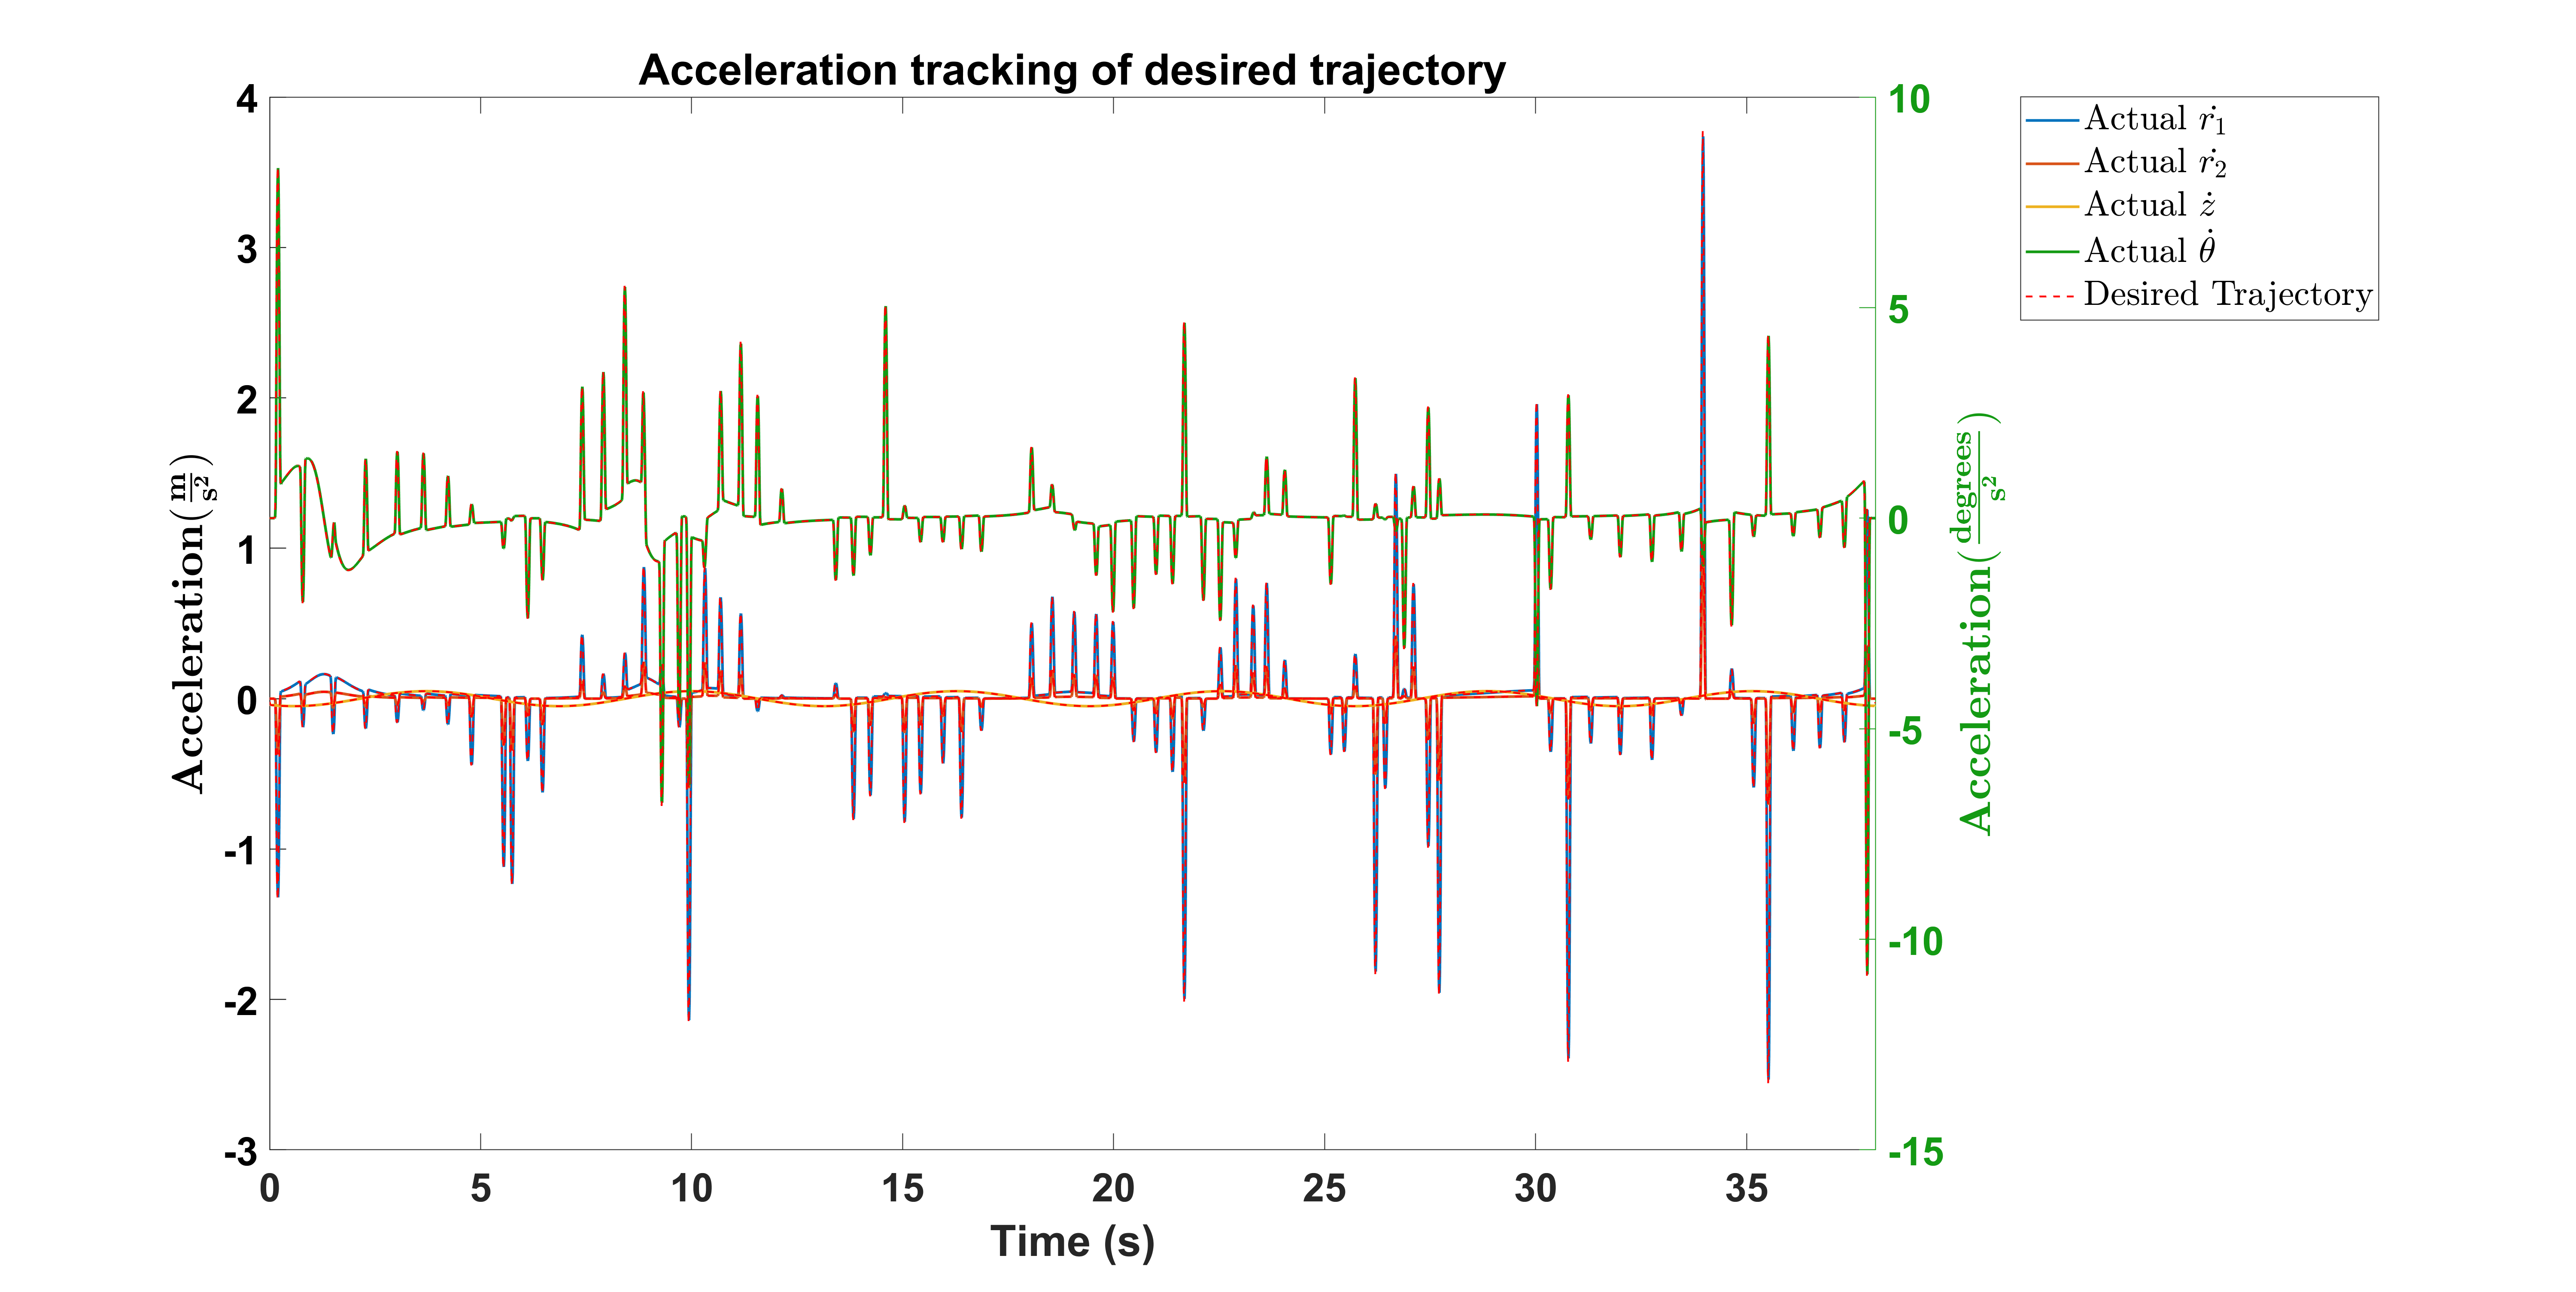 Acceleration tracking of desired trajectory
4
3
2
1
0
-1
-2
-3
Acceleration(m/s²)
0
5
10
15
20
25
30
35
Time (s)
10
5
0
-5
-10
-15
Acceleration(degrees/s²)
Actual ṙ₁
Actual ṙ₂
Actual ż
Actual θ̇
Desired Trajectory